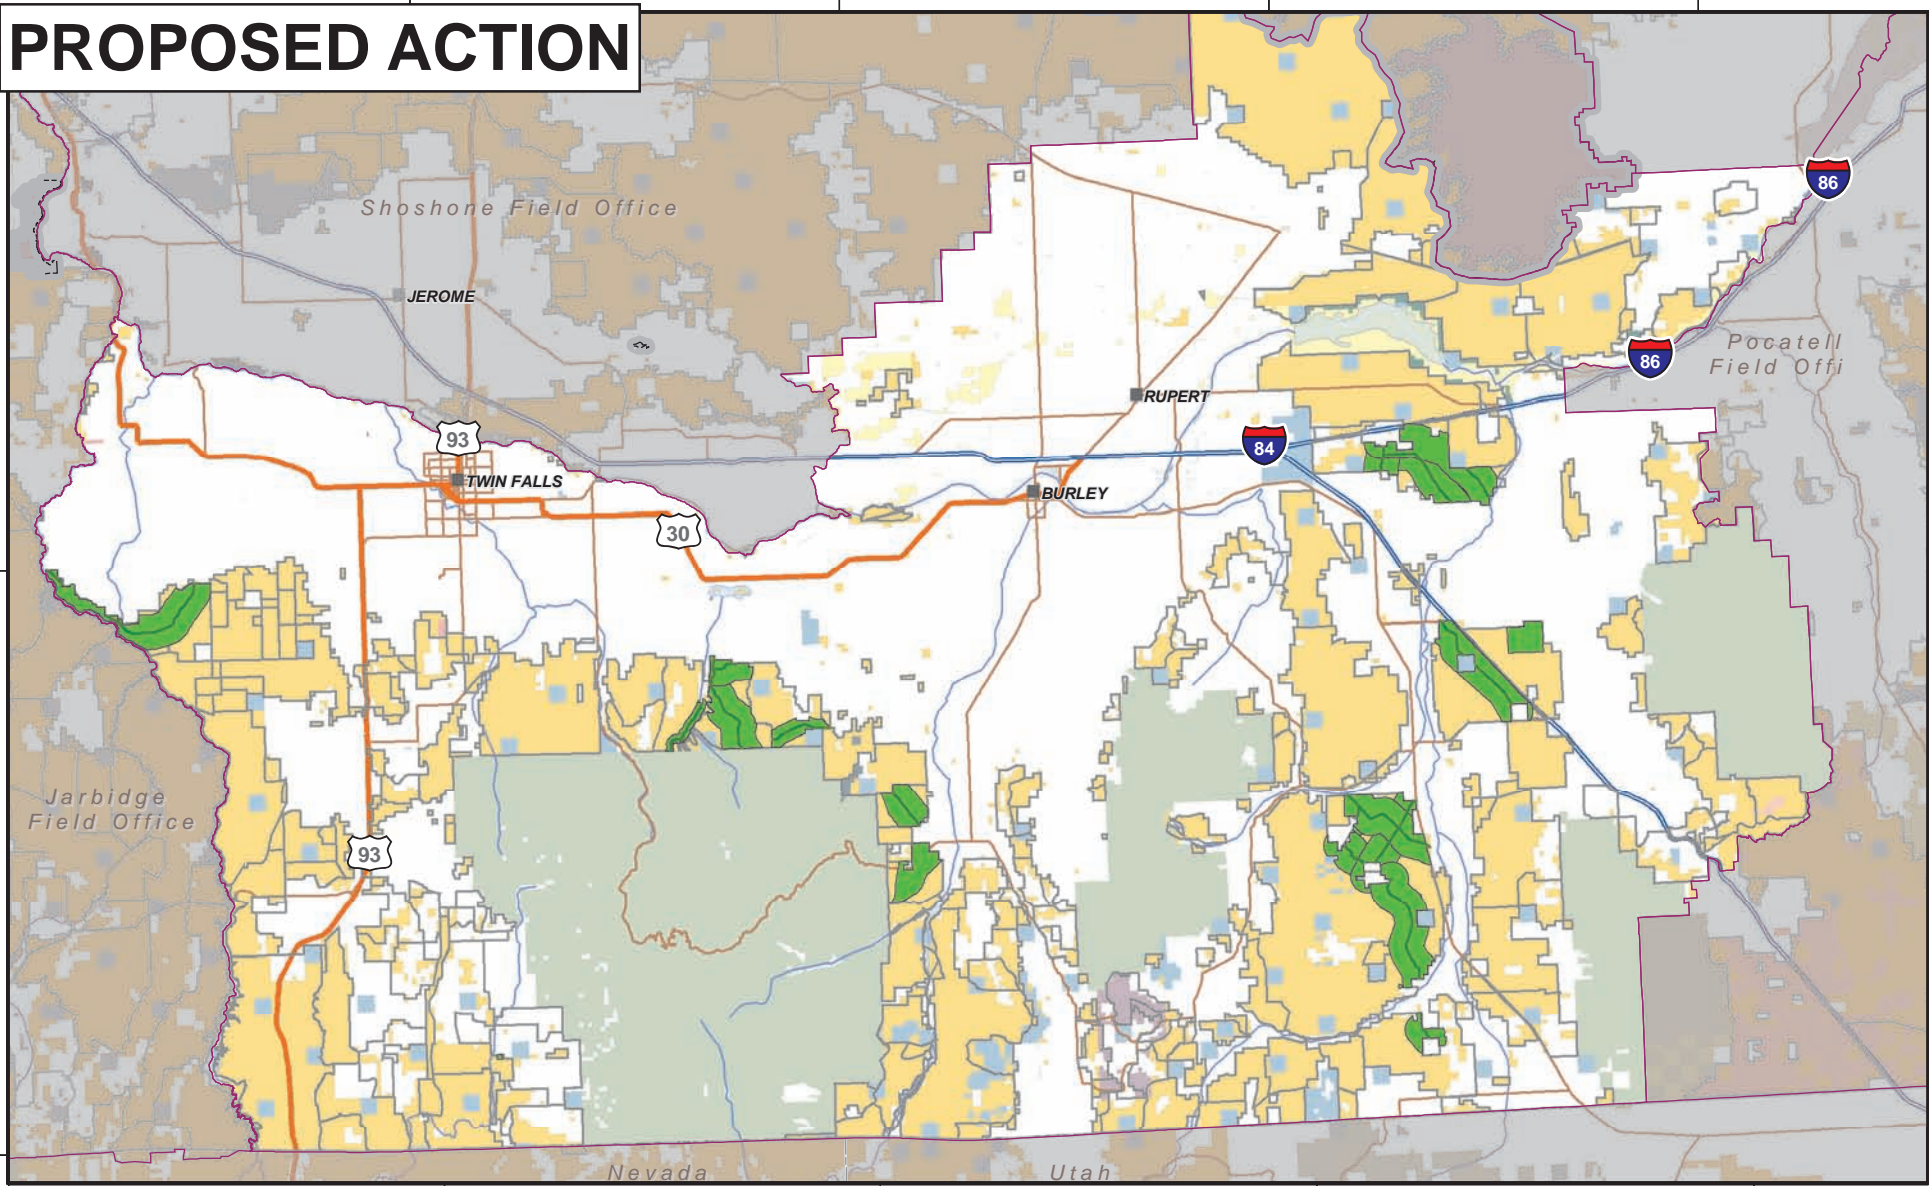 PROPOSED ACTION
86
Shoshone Field Office
JEROME
Pocatell
Field Offi
86
RUPERT
93
84
TWIN FALLS
BURLEY
30
Jarbidge
Field Office
93
Nevada
Utah